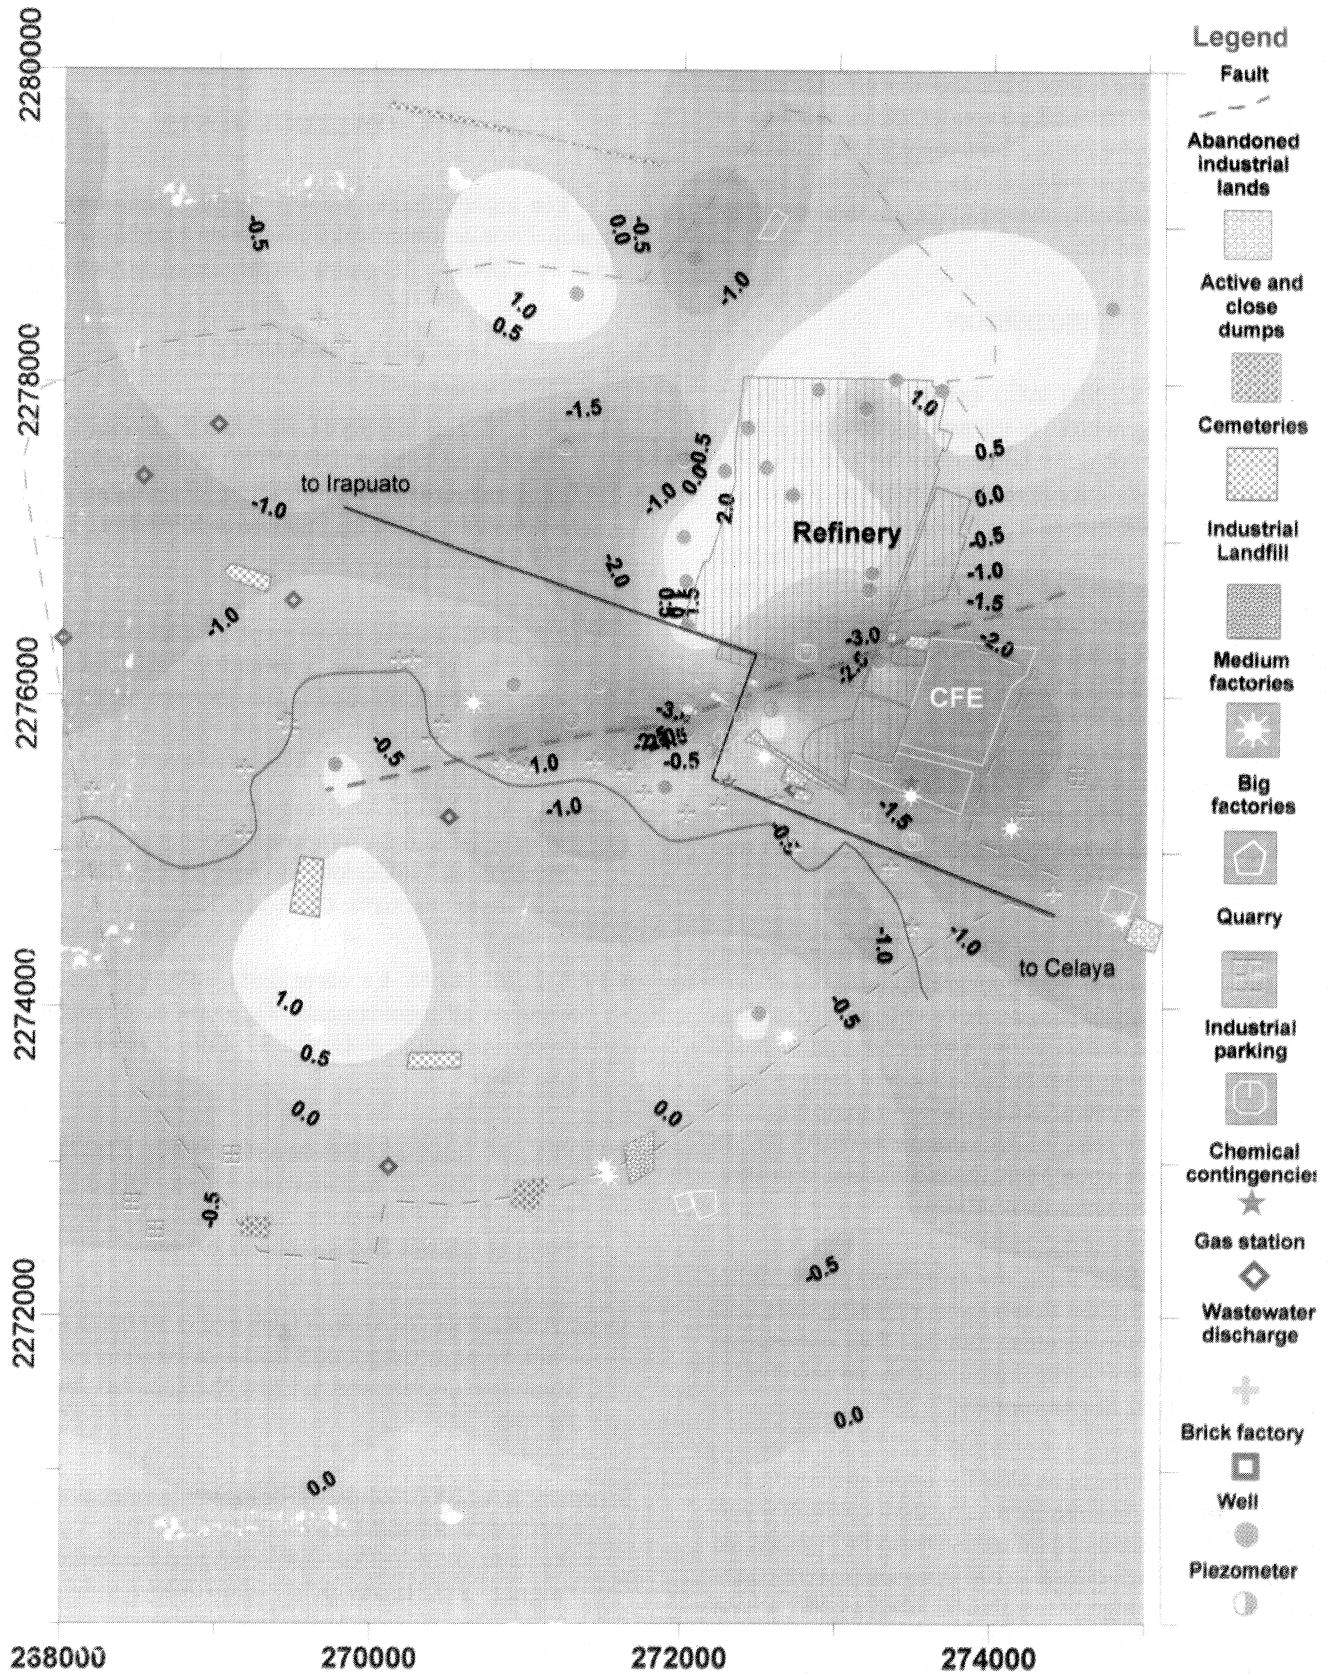 2280000
2278000
2276000
2274000
2272000
238000
270000
272000
274000
-0.5
0.0
-0.5
-1.0
1.0
0.5
-1.5
1.0
0.5
0.5
0.0
-1.0
2.0
0.0
to Irapuato
-1.0
Refinery
-0.5
-2.0
-1.0
-1.5
-1.0
-3.0
-2.0
-2.0
CFE
-0.5
1.0
-0.5
-1.0
-1.5
-0.5
-1.0
-1.0
to Celaya
1.0
-0.5
0.5
0.0
0.0
-0.5
-0.5
0.0
0.0
Legend
Fault
Abandoned
industrial
lands
Active and
close
dumps
Cemeteries
Industrial
Landfill
Medium
factories
Big
factories
Quarry
Industrial
parking
Chemical
contingencies
Gas station
Wastewater
discharge
Brick factory
Well
Piezometer